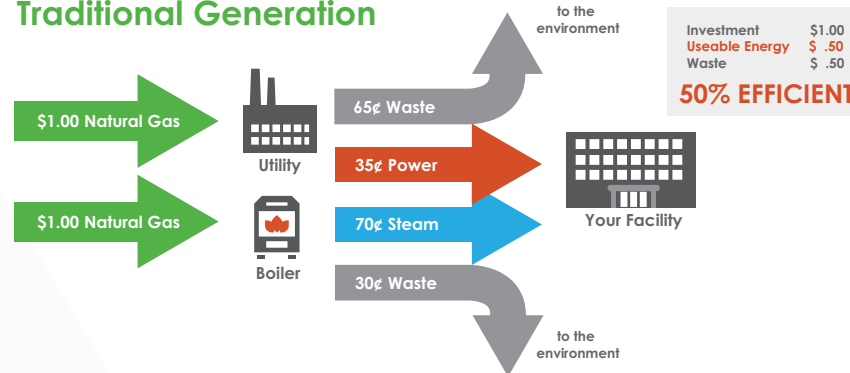 Traditional Generation
to the
environment
Investment $1.00
Useable Energy $ .50
Waste $ .50
50% EFFICIENT
$1.00 Natural Gas
65¢ Waste
Utility
35¢ Power
$1.00 Natural Gas
70¢ Steam
Your Facility
Boiler
30¢ Waste
to the
environment